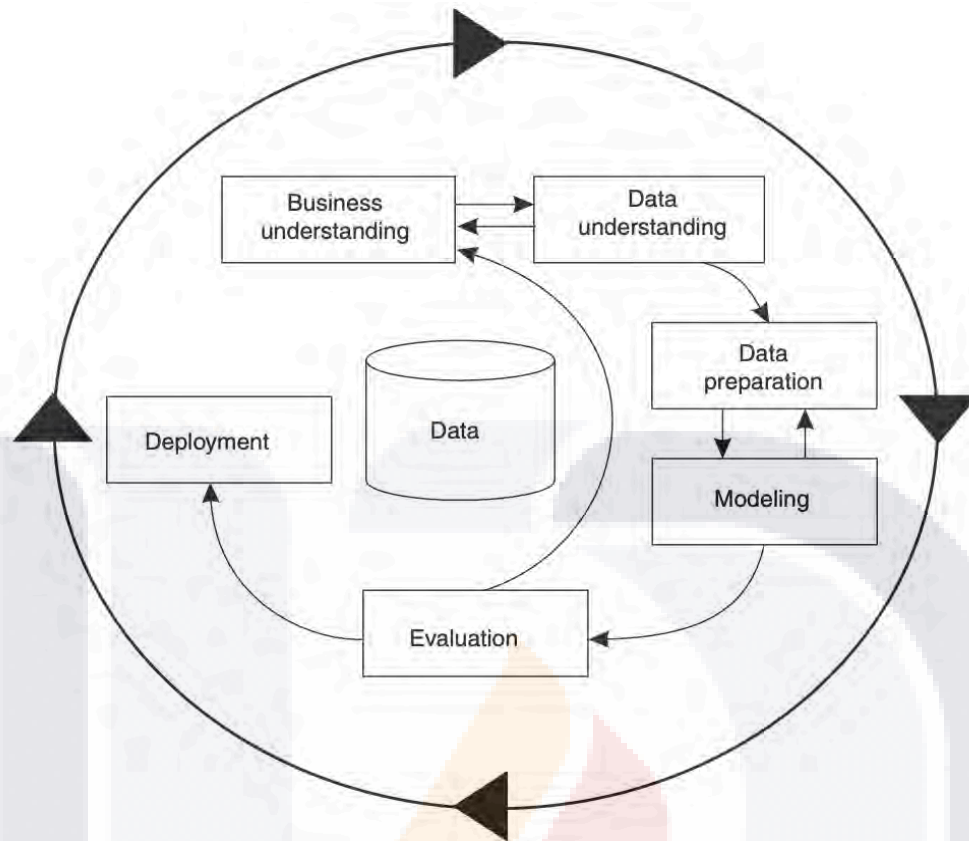 Business
understanding
Data
understanding
Data
preparation
Data
Deployment
Modeling
Evaluation